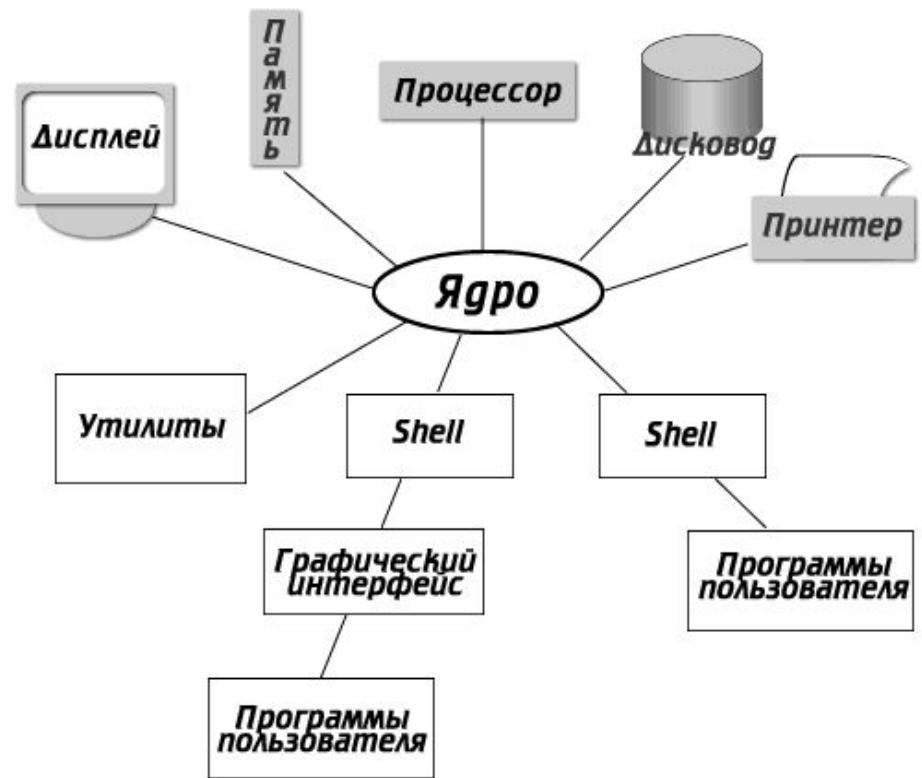 Память
Процессор
Дисплей
Дисковод
Принтер
Ядро
Утилиты
Shell
Shell
Графический
интерфейс
Программы
пользователя
Программы
пользователя